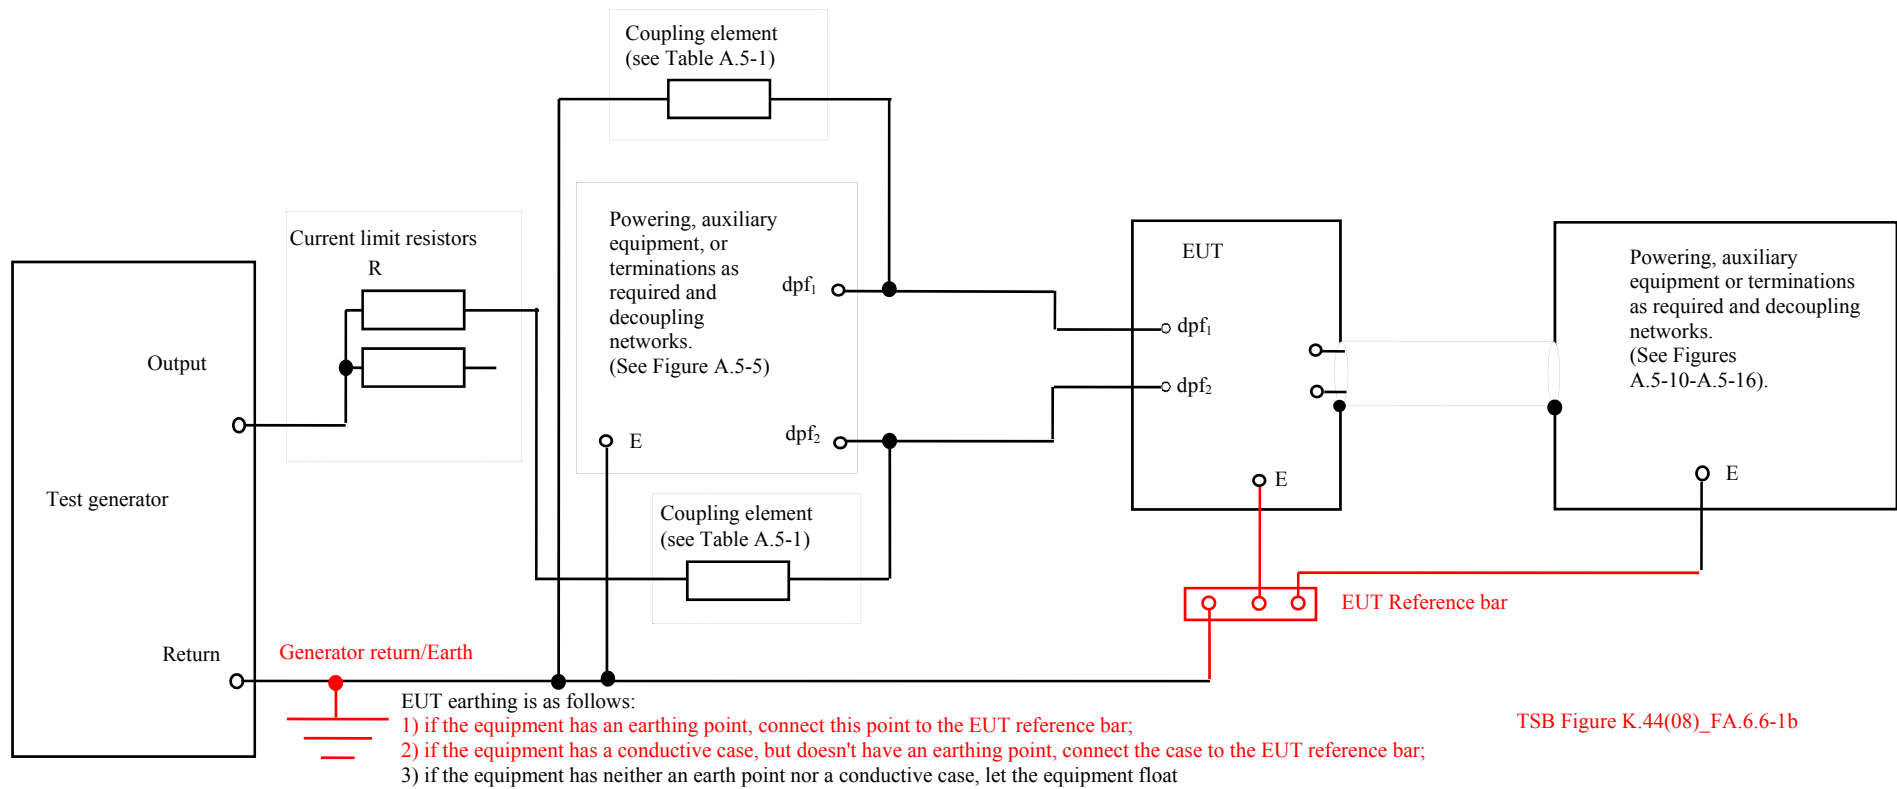 Coupling element
(see Table A.5-1)
Current limit resistors
R
Powering, auxiliary
equipment, or
terminations as
required and
decoupling
networks.
(See Figure A.5-5)
dpf₁
dpf₂
E
Coupling element
(see Table A.5-1)
Output
Test generator
Return
Generator return/Earth
EUT
dpf₁
dpf₂
E
Powering, auxiliary
equipment or terminations
as required and decoupling
networks.
(See Figures
A.5-10-A.5-16).
E
EUT Reference bar
EUT earthing is as follows:
1) if the equipment has an earthing point, connect this point to the EUT reference bar;
2) if the equipment has a conductive case, but doesn't have an earthing point, connect the case to the EUT reference bar;
3) if the equipment has neither an earth point nor a conductive case, let the equipment float
TSB Figure K.44(08)_FA.6.6-1b